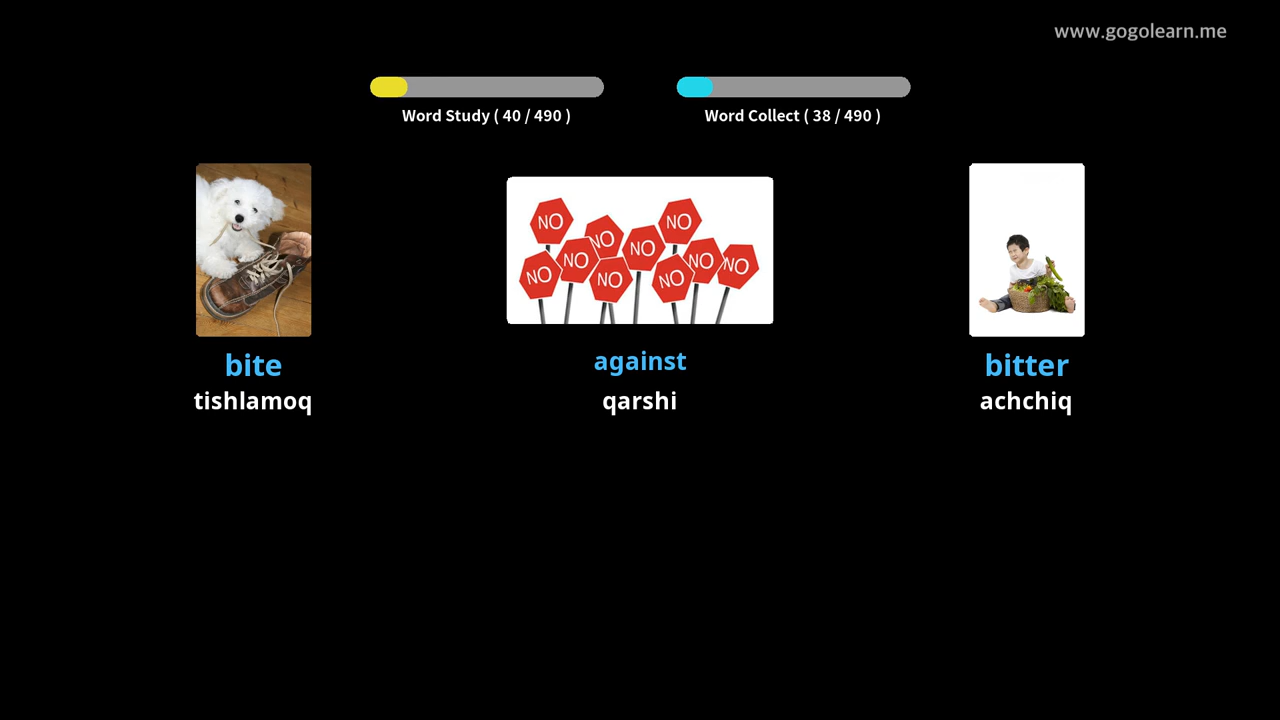 www.gogolearn.me
Word Study ( 40 / 490 )
Word Collect ( 38 / 490 )
NO
NO
NO
NO
NO
NO
NO
NO
NO
NO
bite
tishlamoq
against
qarshi
bitter
achchiq